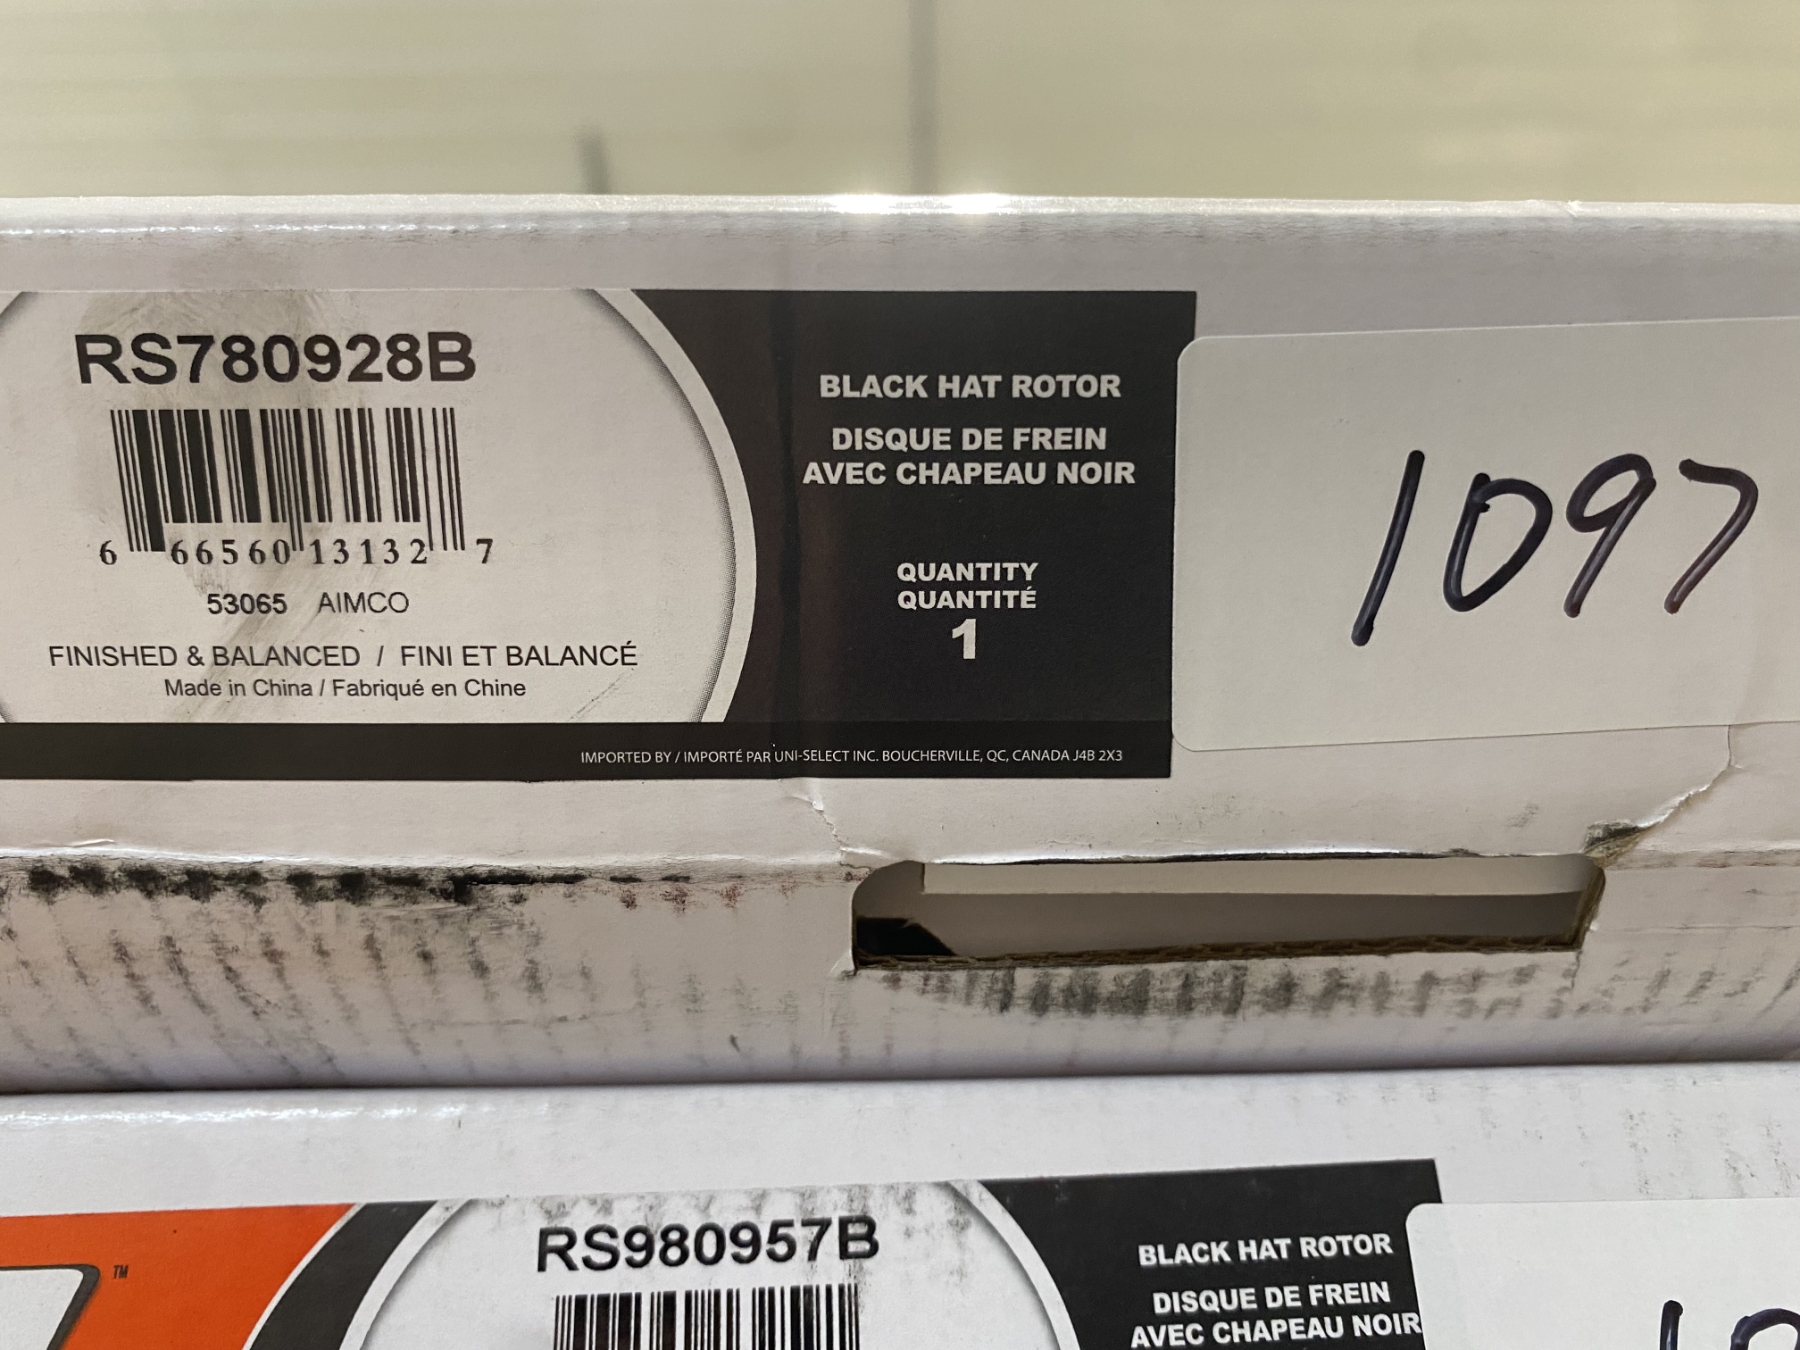 RS780928B
6 66560 13132 7
53065 AIMCO
FINISHED & BALANCED / FINI ET BALANCÉ
Made in China / Fabriqué en Chine
BLACK HAT ROTOR
DISQUE DE FREIN
AVEC CHAPEAU NOIR
QUANTITY
QUANTITÉ
1
IMPORTED BY / IMPORTÉ PAR UNI-SELECT INC. BOUCHERVILLE, QC, CANADA J4B 2X3
1097
TM
RS980957B
BLACK HAT ROTOR
DISQUE DE FREIN
AVEC CHAPEAU NOIR